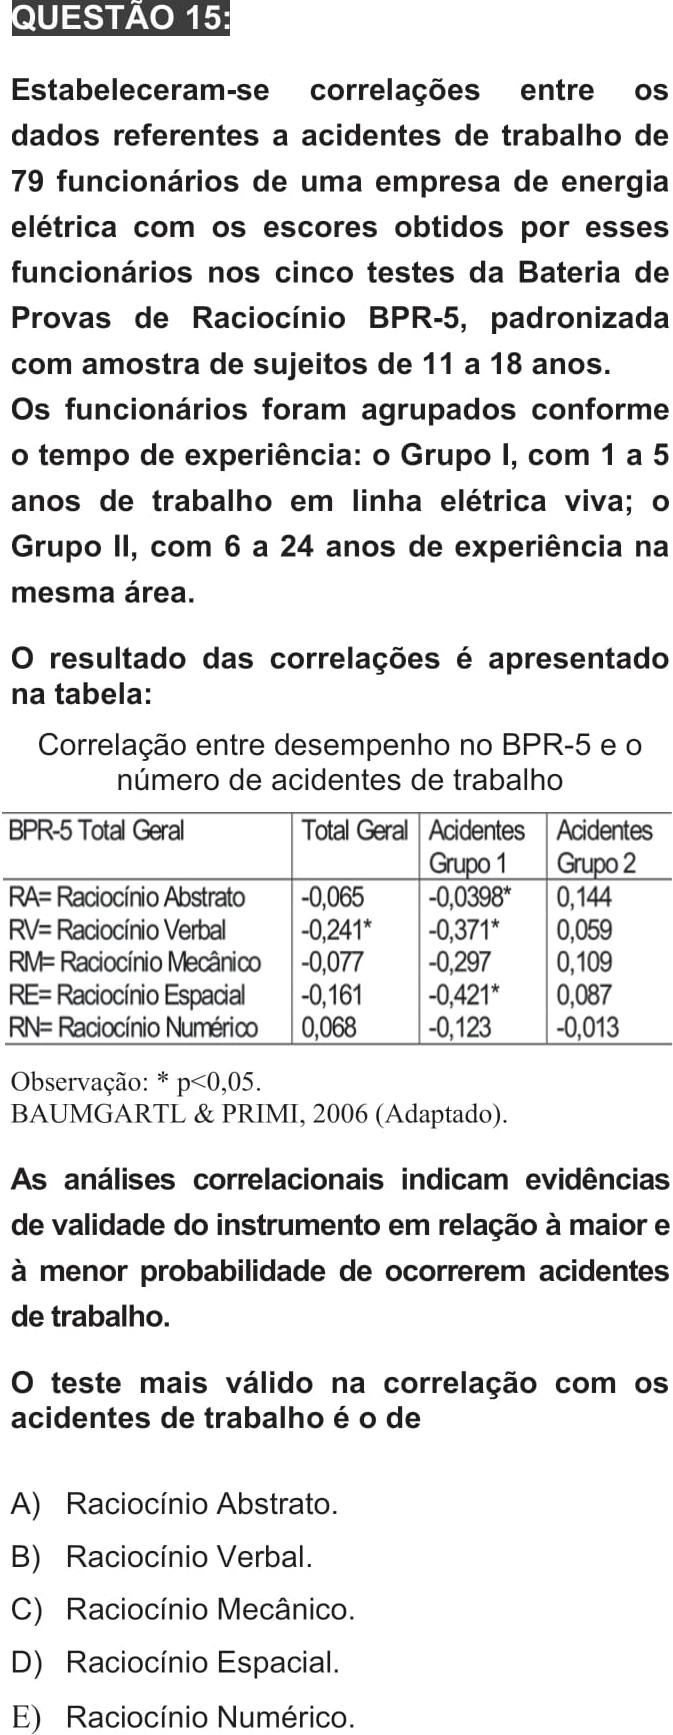 QUESTÃO 15:
Estabeleceram-se correlações entre os
dados referentes a acidentes de trabalho de
79 funcionários de uma empresa de energia
elétrica com os escores obtidos por esses
funcionários nos cinco testes da Bateria de
Provas de Raciocínio BPR-5, padronizada
com amostra de sujeitos de 11 a 18 anos.
Os funcionários foram agrupados conforme
o tempo de experiência: o Grupo I, com 1 a 5
anos de trabalho em linha elétrica viva; o
Grupo II, com 6 a 24 anos de experiência na
mesma área.
O resultado das correlações é apresentado
na tabela:
Correlação entre desempenho no BPR-5 e o
número de acidentes de trabalho
BPR-5 Total Geral Total Geral Acidentes Acidentes
Grupo 1 Grupo 2
RA= Raciocínio Abstrato -0,065 -0,0398* 0,144
RV= Raciocínio Verbal -0,241* -0,371* 0,059
RM= Raciocínio Mecânico -0,077 -0,297 0,109
RE= Raciocínio Espacial -0,161 -0,421* 0,087
RN= Raciocínio Numérico 0,068 -0,123 -0,013
Observação: * p<0,05.
BAUMGARTL & PRIMI, 2006 (Adaptado).
As análises correlacionais indicam evidências
de validade do instrumento em relação à maior e
à menor probabilidade de ocorrerem acidentes
de trabalho.
O teste mais válido na correlação com os
acidentes de trabalho é o de
A) Raciocínio Abstrato.
B) Raciocínio Verbal.
C) Raciocínio Mecânico.
D) Raciocínio Espacial.
E) Raciocínio Numérico.